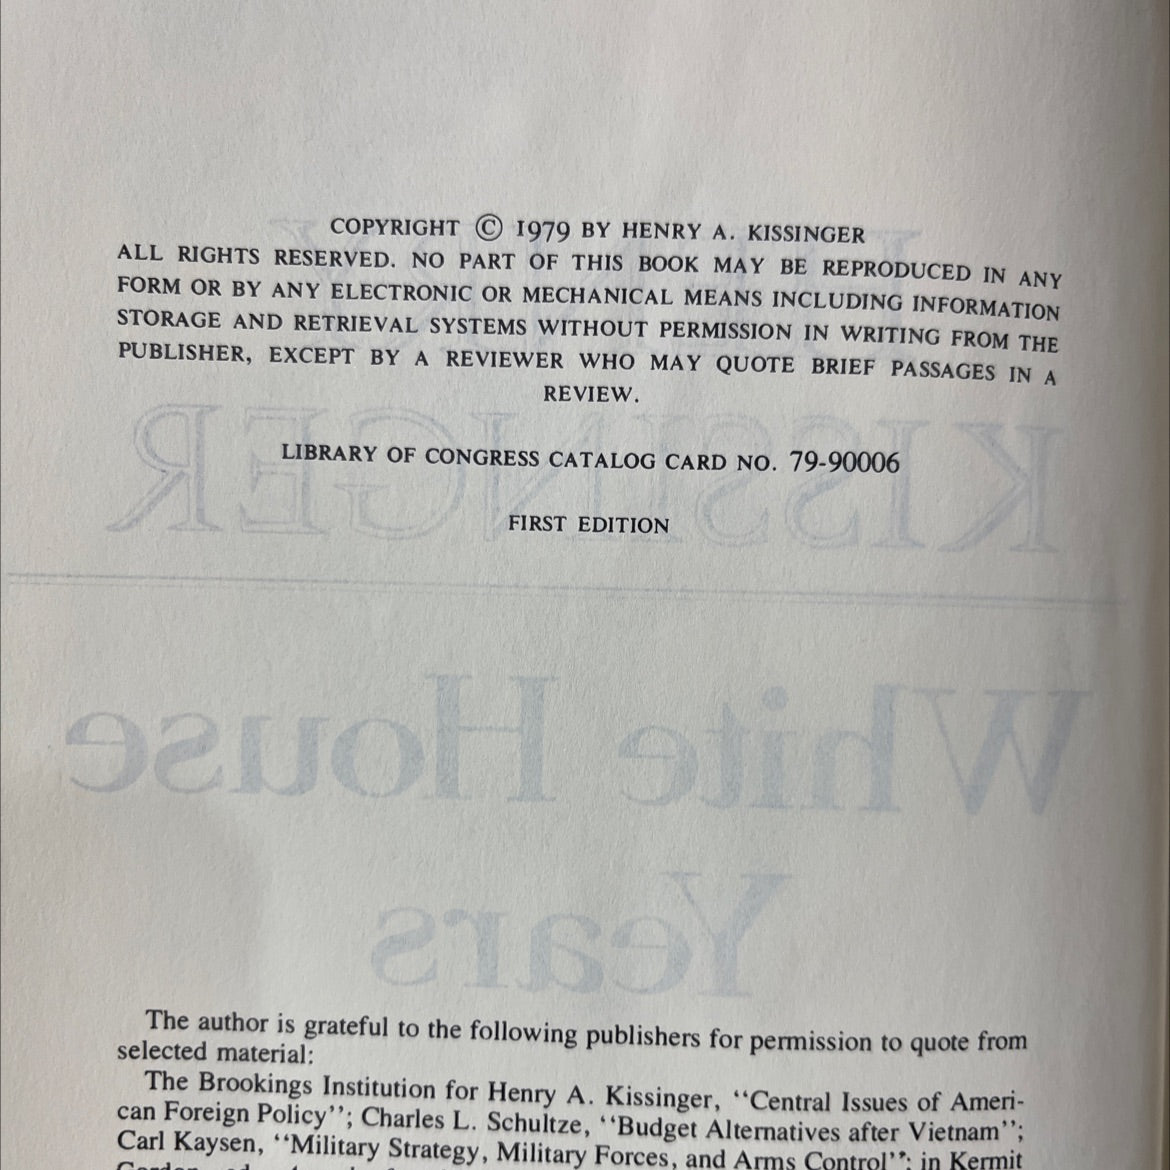 COPYRIGHT © 1979 BY HENRY A. KISSINGER
ALL RIGHTS RESERVED. NO PART OF THIS BOOK MAY BE REPRODUCED IN ANY
FORM OR BY ANY ELECTRONIC OR MECHANICAL MEANS INCLUDING INFORMATION
STORAGE AND RETRIEVAL SYSTEMS WITHOUT PERMISSION IN WRITING FROM THE
PUBLISHER, EXCEPT BY A REVIEWER WHO MAY QUOTE BRIEF PASSAGES IN A
REVIEW.
KISSINGER
LIBRARY OF CONGRESS CATALOG CARD NO. 79-90006
FIRST EDITION
White House
Years
The author is grateful to the following publishers for permission to quote from
selected material:
The Brookings Institution for Henry A. Kissinger, ‘‘Central Issues of Ameri-
can Foreign Policy’’; Charles L. Schultze, ‘‘Budget Alternatives after Vietnam’’;
Carl Kaysen, ‘‘Military Strategy, Military Forces, and Arms Control’’; in Kermit